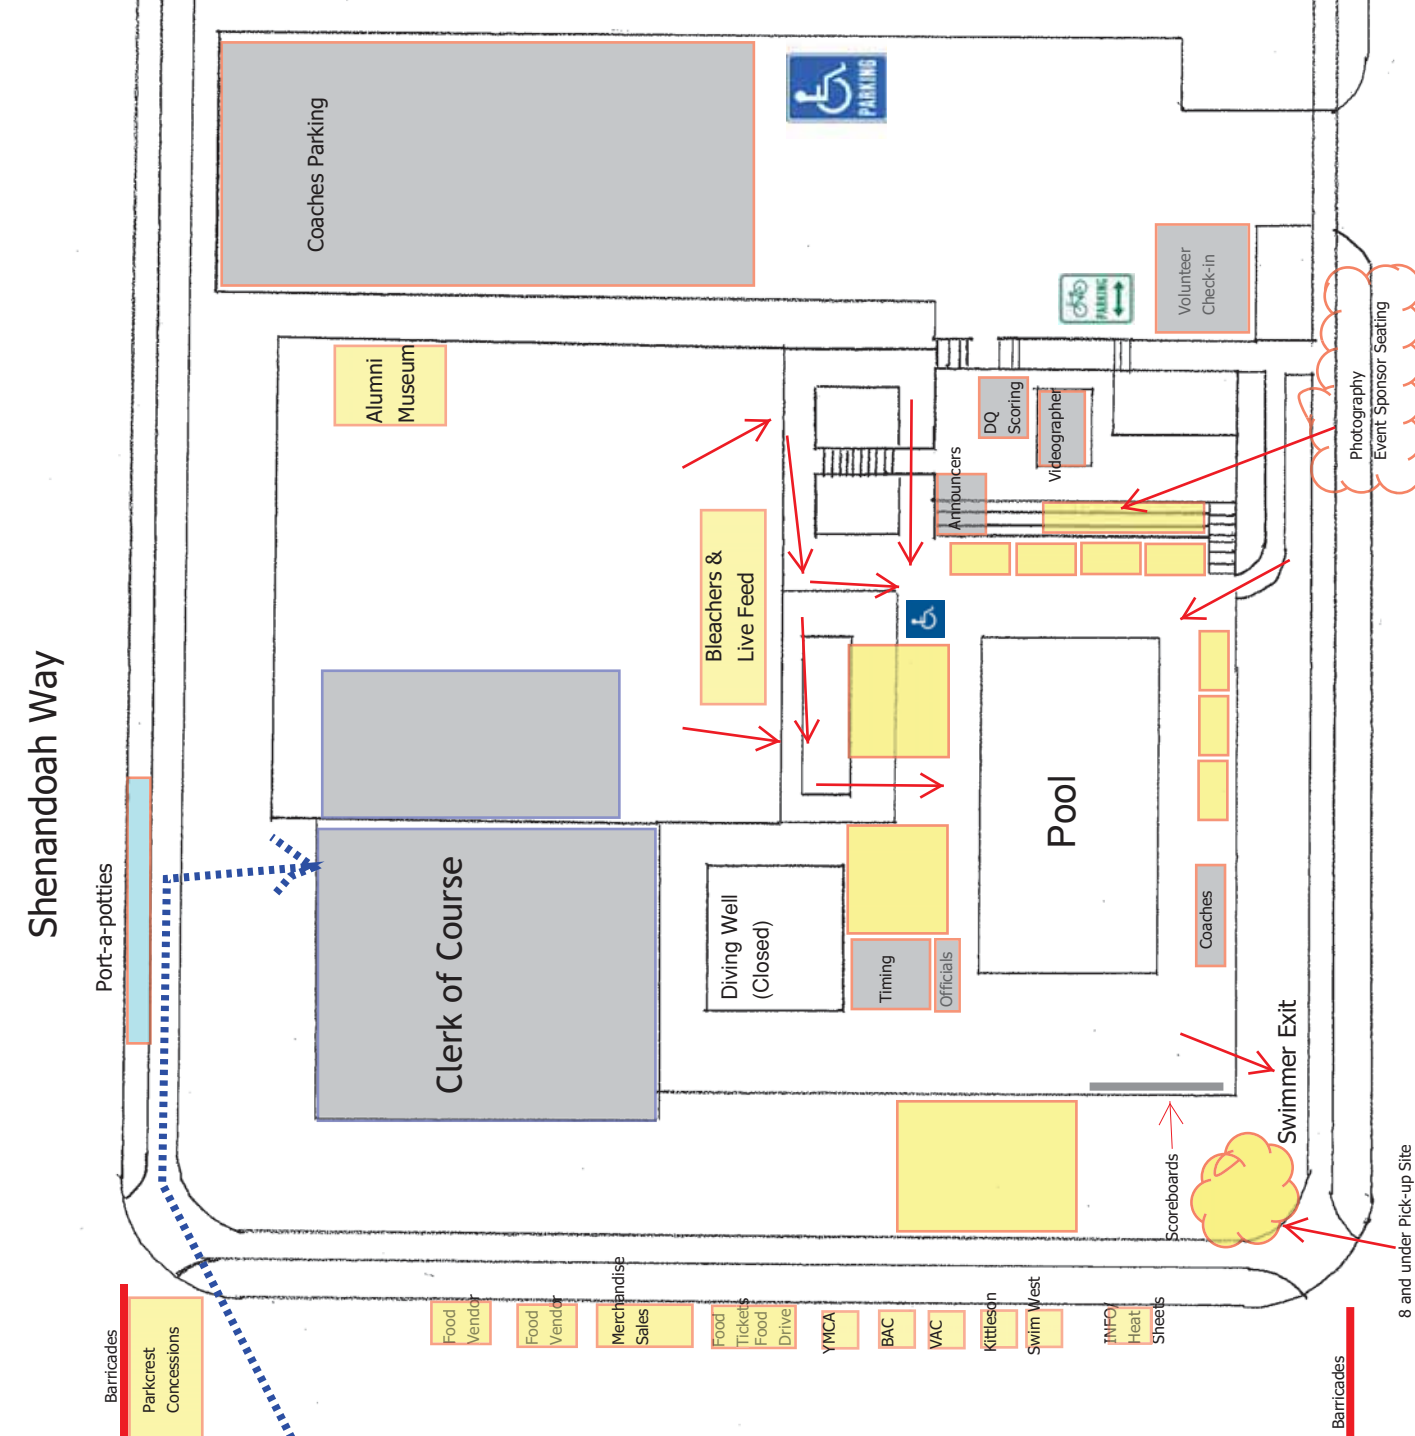 Shenandoah Way
Port-a-potties
Barricades
Parkcrest
Concessions
Coaches Parking
PARKING
Alumni
Museum
Clerk of Course
Bleachers &
Live Feed
Diving Well
(Closed)
Timing
Officials
Announcers
DQ
Scoring
Videographer
PARKING
Volunteer
Check-in
Pool
Coaches
Photography
Event Sponsor Seating
Swimmer Exit
Scoreboards
8 and under Pick-up Site
Food
Vendor
Food
Vendor
Merchandise
Sales
Food
Tickets
Food
Drive
YMCA
BAC
VAC
Kittleson
Swim West
INFO/
Heat
Sheets
Barricades